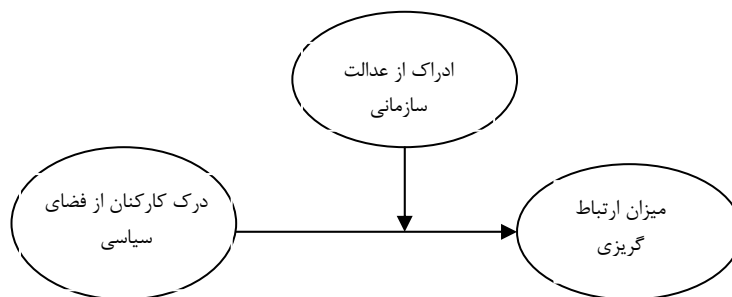 ادراک از عدالت
سازمانی
درک کارکنان از فضای
سیاسی
میزان ارتباط
گریزی